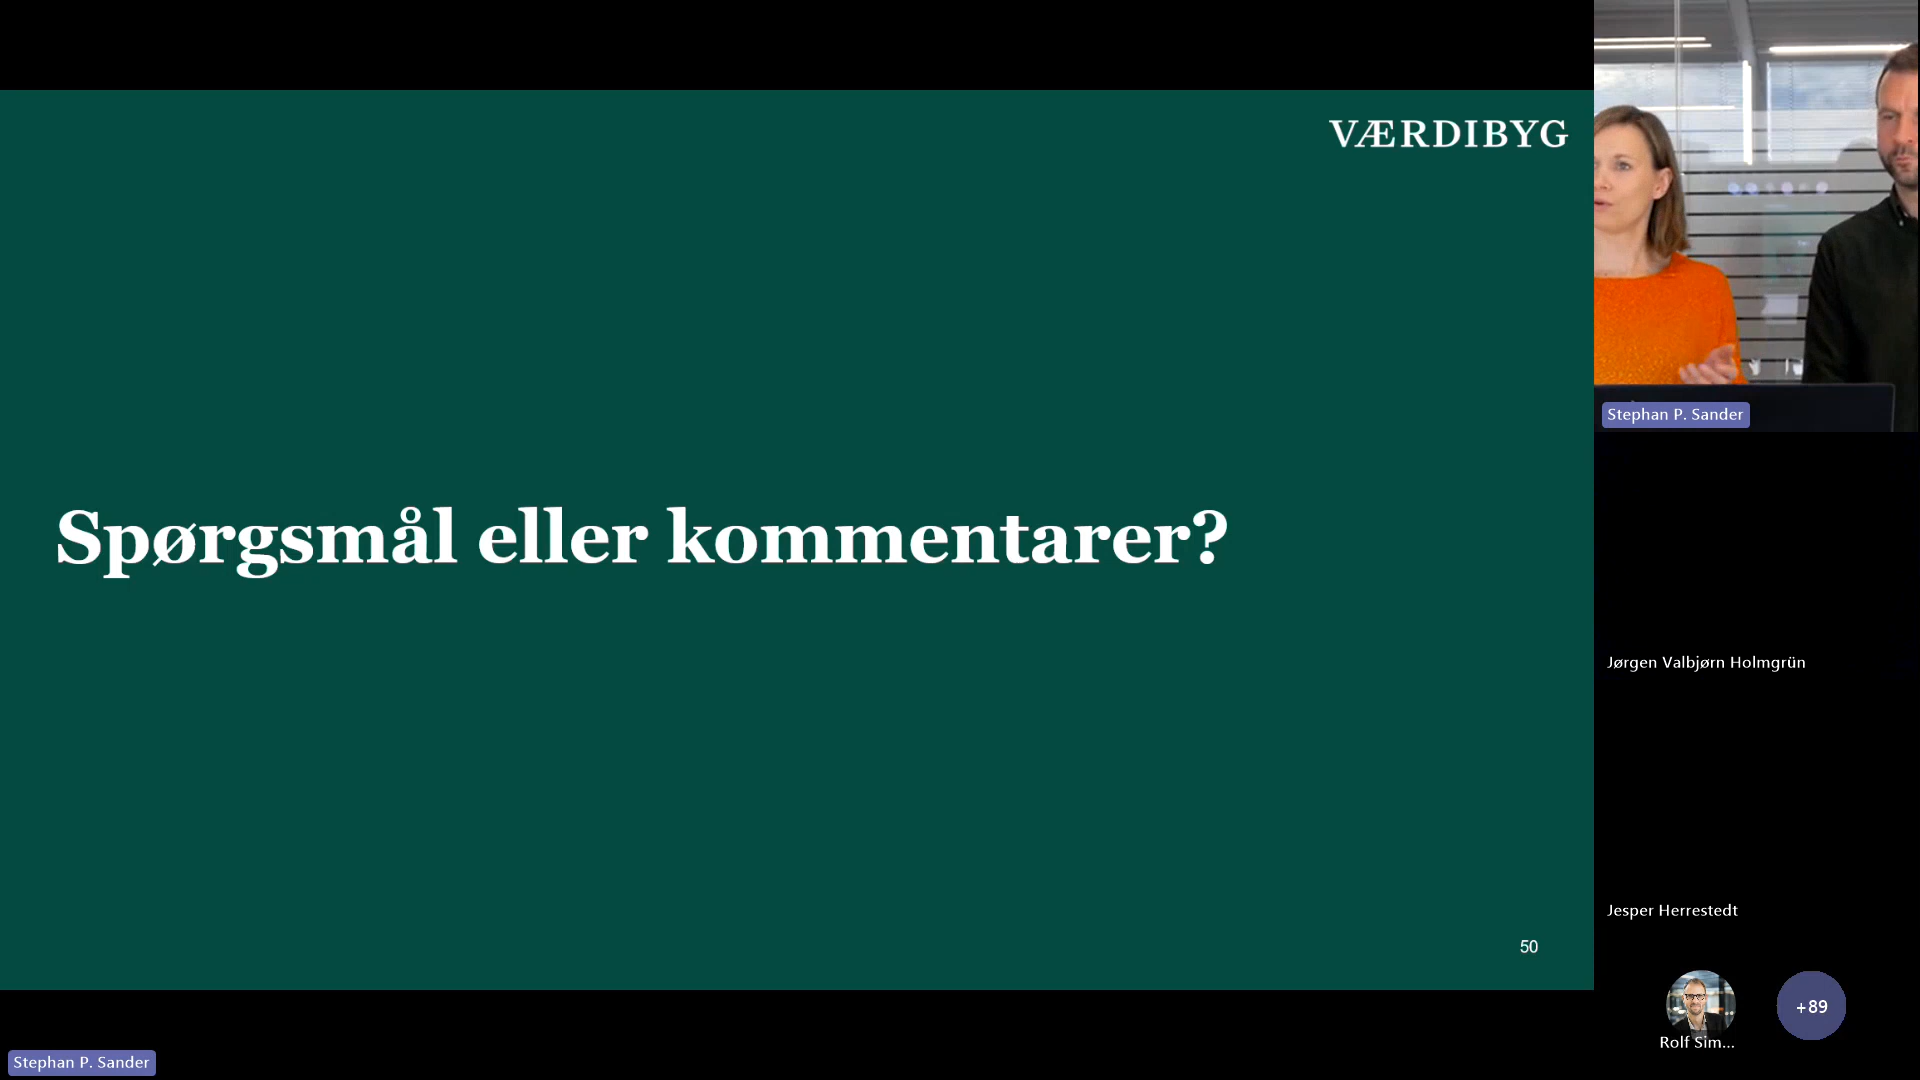 VÆRDIBYG
Spørgsmål eller kommentarer?
50
Stephan P. Sander
Stephan P. Sander
Jørgen Valbjørn Holmgrün
Jesper Herrestedt
Rolf Sim...
+89